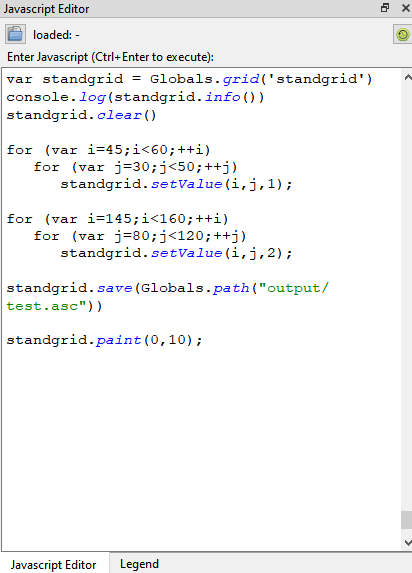 Javascript Editor
loaded: -
Enter Javascript (Ctrl+Enter to execute):
var standgrid = Globals.grid('standgrid')
console.log(standgrid.info())
standgrid.clear()
for (var i=45;i<60;++i)
   for (var j=30;j<50;++j)
      standgrid.setValue(i,j,1);
for (var i=145;i<160;++i)
   for (var j=80;j<120;++j)
      standgrid.setValue(i,j,2);
standgrid.save(Globals.path("output/
test.asc"))
standgrid.paint(0,10);
Javascript Editor
Legend